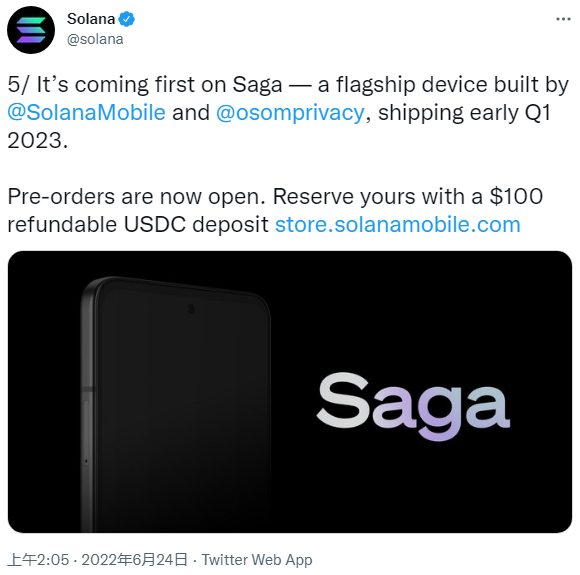 Solana
@solana
5/ It’s coming first on Saga — a flagship device built by
@SolanaMobile and @osomprivacy, shipping early Q1
2023.
Pre-orders are now open. Reserve yours with a $100
refundable USDC deposit store.solanamobile.com
Saga
上午2:05 · 2022年6月24日 · Twitter Web App